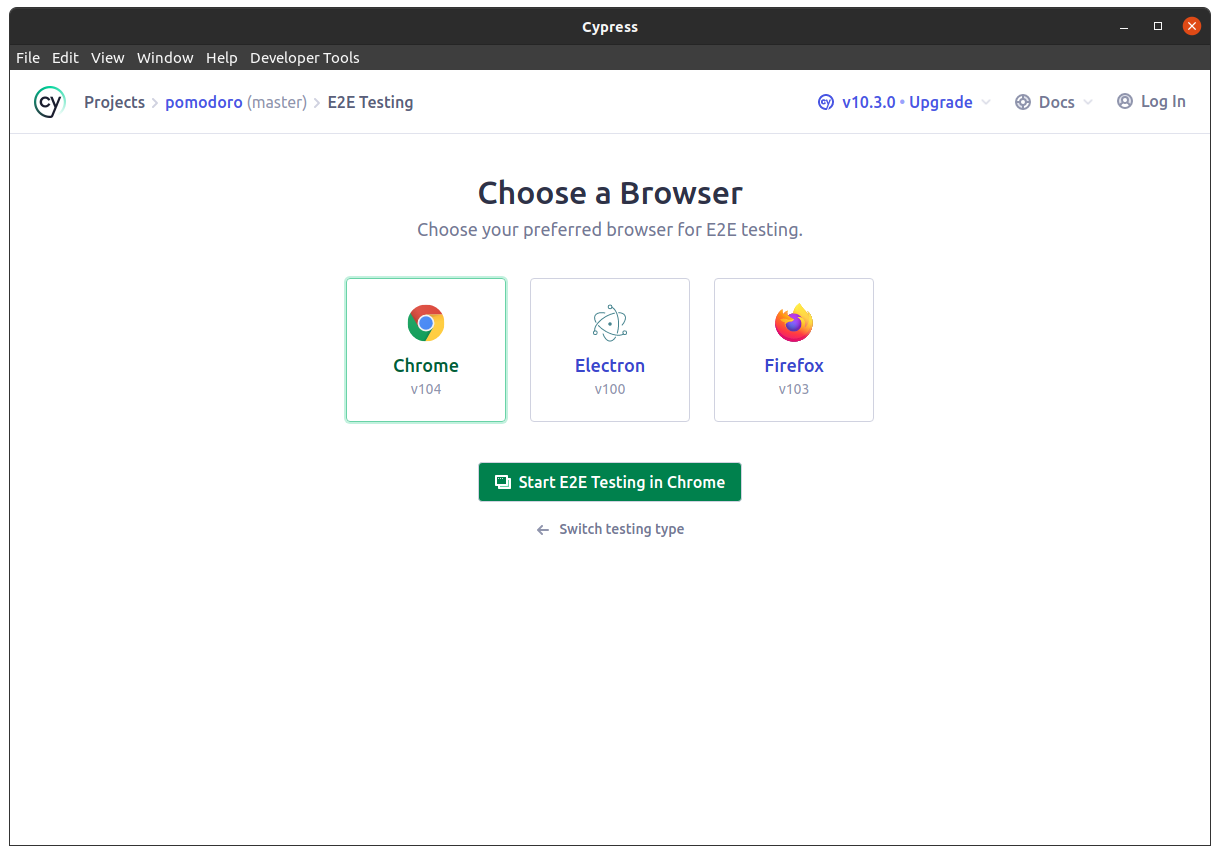 Cypress
File Edit View Window Help Developer Tools
cy Projects > pomodoro (master) > E2E Testing
cy v10.3.0 • Upgrade Docs Log In
Choose a Browser
Choose your preferred browser for E2E testing.
Chrome
v104
Electron
v100
Firefox
v103
Start E2E Testing in Chrome
← Switch testing type